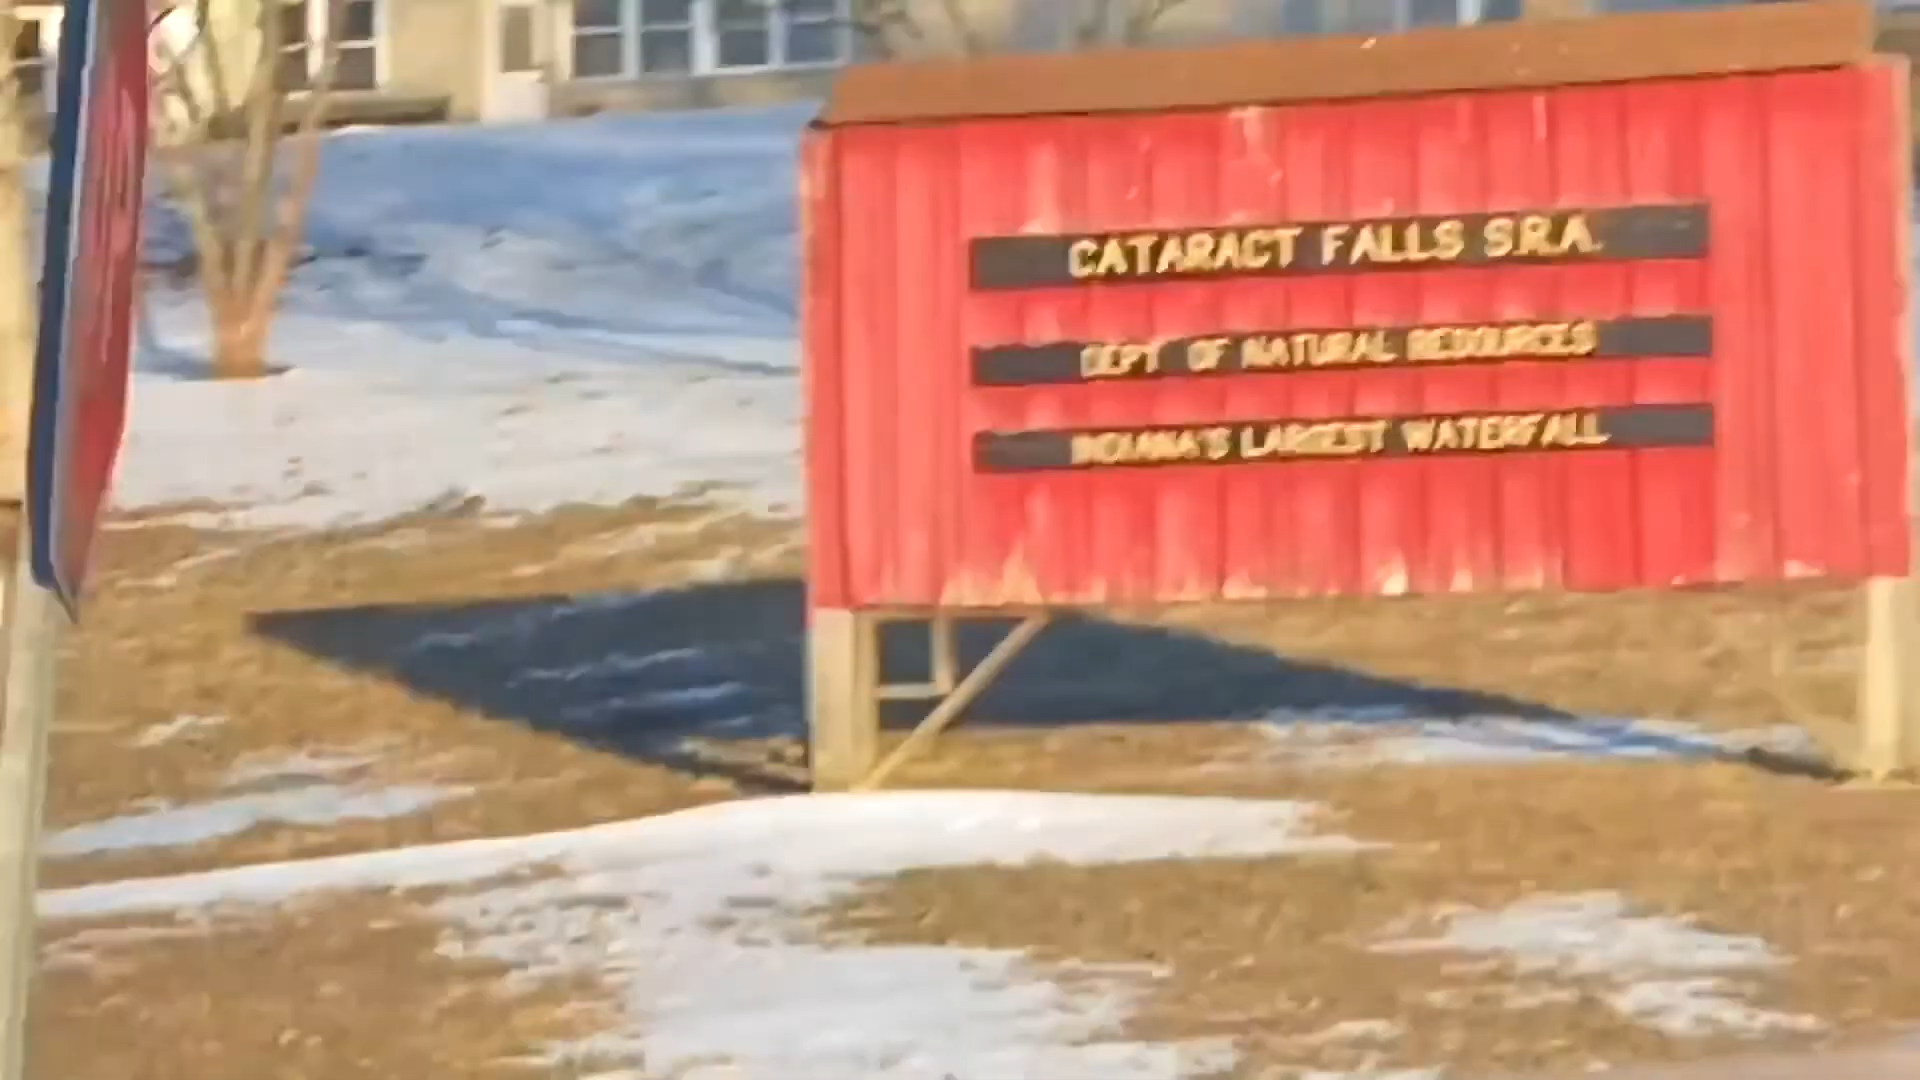 CATARACT FALLS S.R.A.
DEPT OF NATURAL RESOURCES
INDIANA'S LARGEST WATERFALL